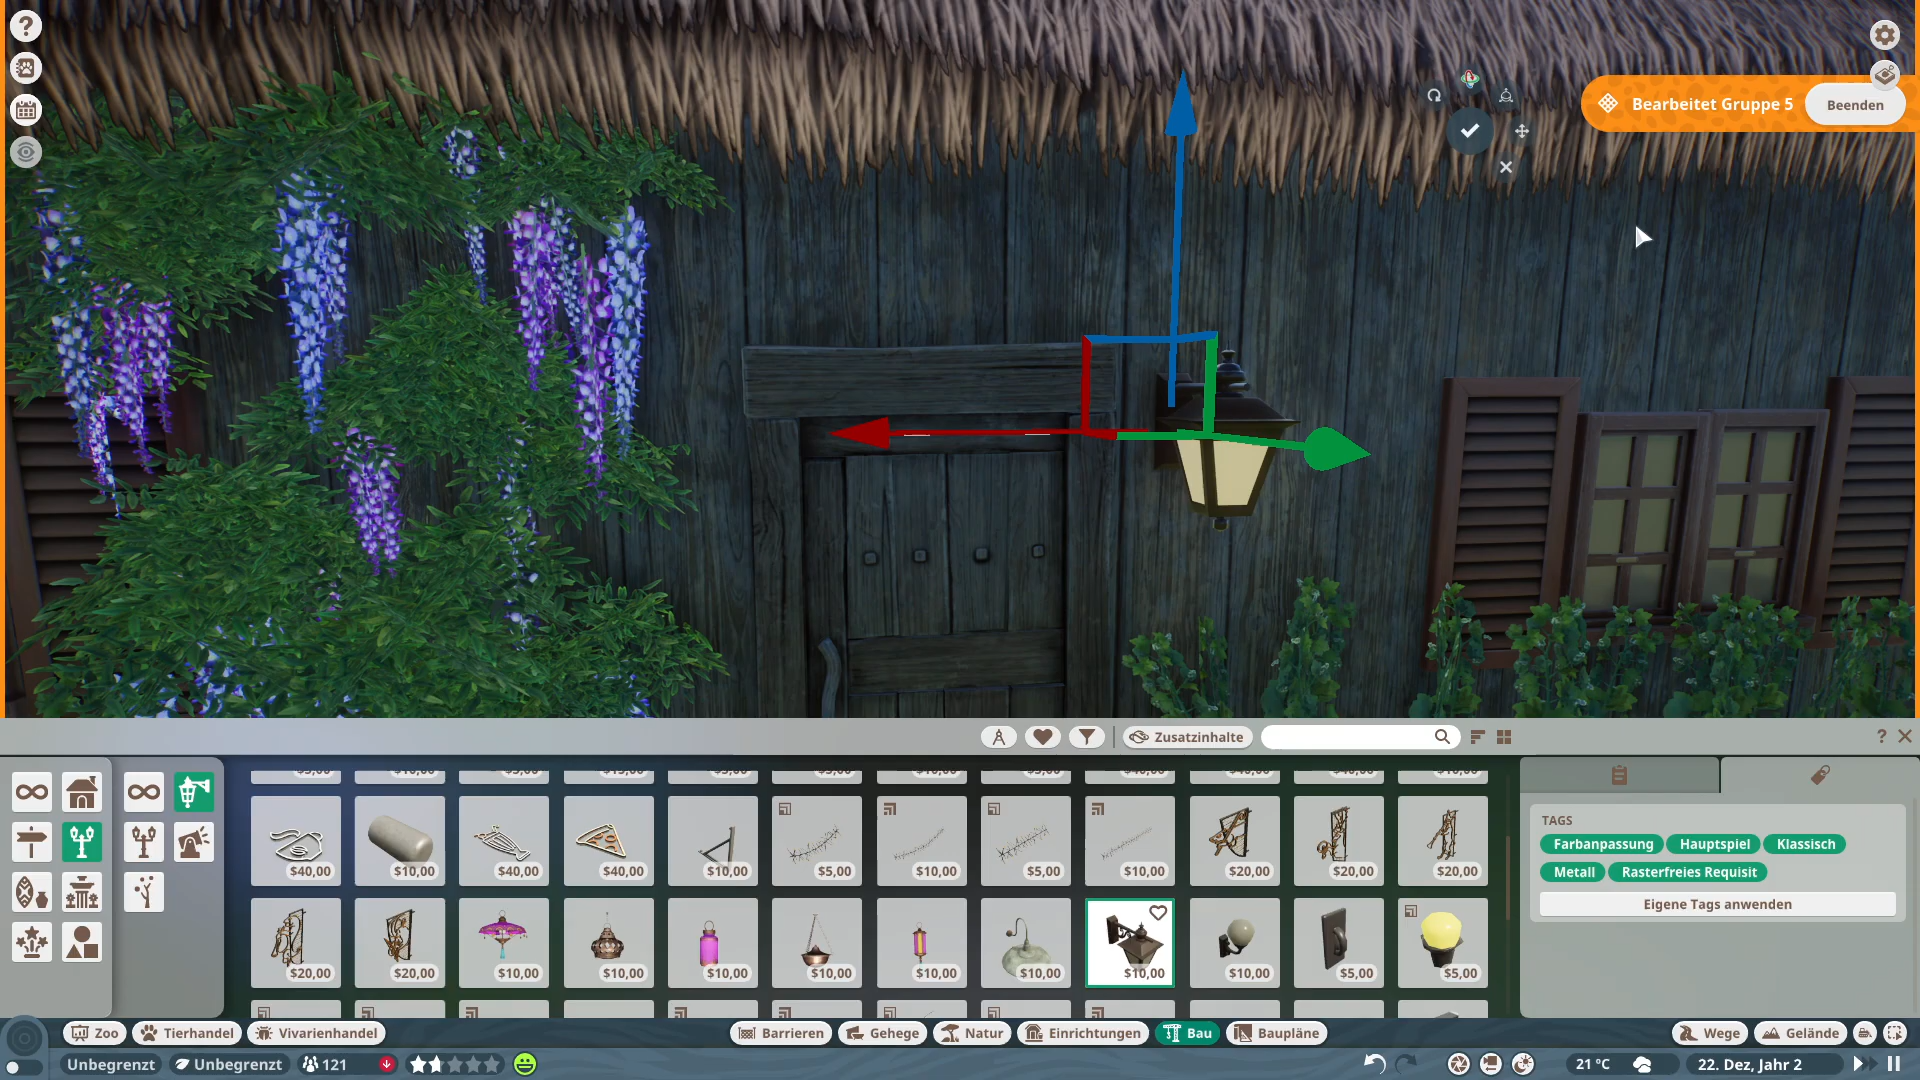 Bearbeitet Gruppe 5
Beenden
Zusatzinhalte
$40,00 $10,00 $40,00 $40,00 $10,00 $5,00 $10,00 $5,00 $10,00 $20,00 $20,00 $20,00
$20,00 $20,00 $10,00 $10,00 $10,00 $10,00 $10,00 $10,00 $10,00 $10,00 $5,00 $5,00
TAGS
Farbanpassung Hauptspiel Klassisch
Metall Rasterfreies Requisit
Eigene Tags anwenden
Zoo Tierhandel Vivarienhandel Barrieren Gehege Natur Einrichtungen Bau Baupläne Wege Gelände
Unbegrenzt Unbegrenzt 121 21 °C 22. Dez, Jahr 2